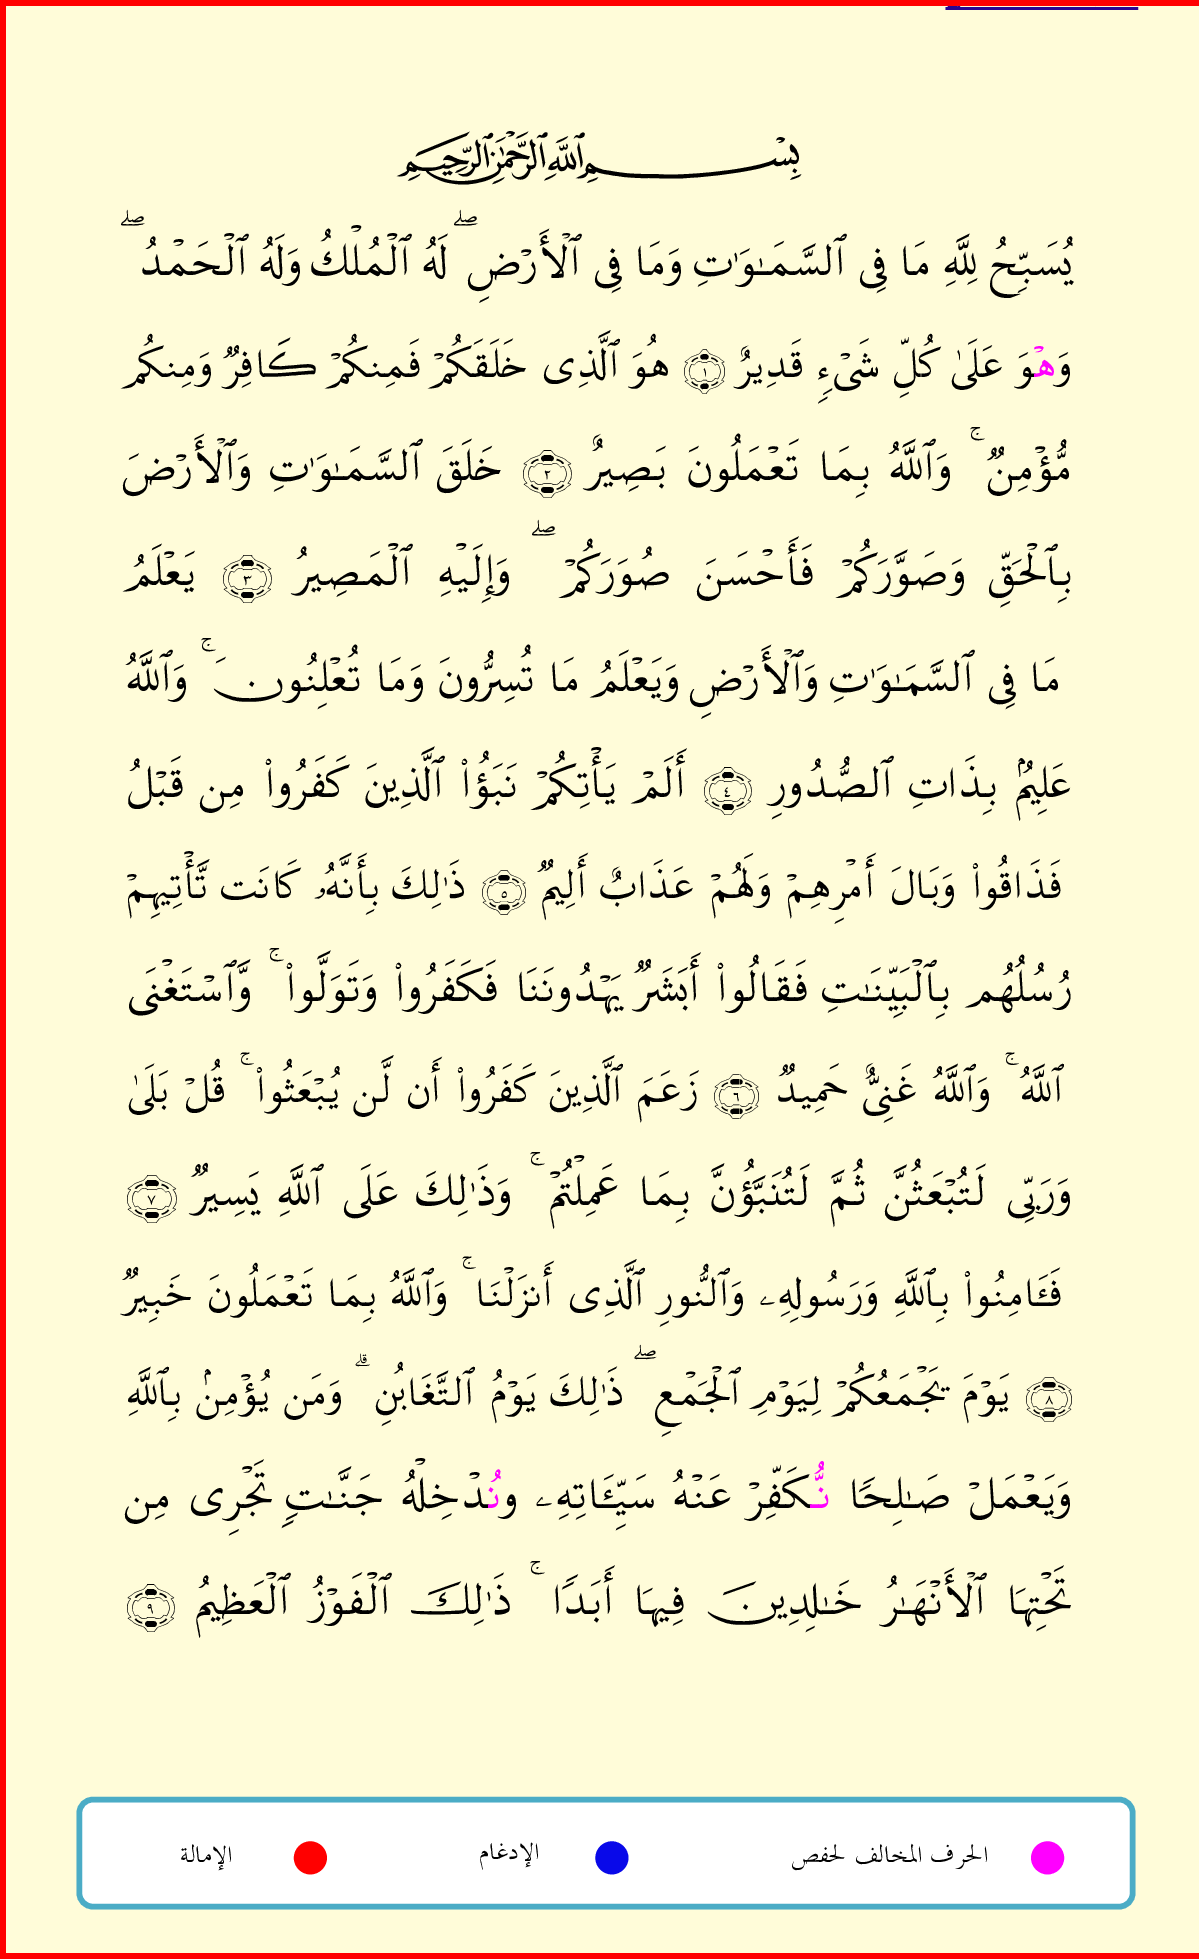 بِسْمِ ٱللَّهِ ٱلرَّحْمَٰنِ ٱلرَّحِيمِ
يُسَبِّحُ لِلَّهِ مَا فِى ٱلسَّمَـٰوَٰتِ وَمَا فِى ٱلْأَرْضِ ۖ لَهُ ٱلْمُلْكُ وَلَهُ ٱلْحَمْدُ ۖ
وَهْوَ عَلَىٰ كُلِّ شَىْءٍ قَدِيرٌ ١ هُوَ ٱلَّذِى خَلَقَكُمْ فَمِنكُمْ كَافِرٌ وَمِنكُم
مُّؤْمِنٌ ۚ وَٱللَّهُ بِمَا تَعْمَلُونَ بَصِيرٌ ٢ خَلَقَ ٱلسَّمَـٰوَٰتِ وَٱلْأَرْضَ
بِٱلْحَقِّ وَصَوَّرَكُمْ فَأَحْسَنَ صُوَرَكُمْ ۖ وَإِلَيْهِ ٱلْمَصِيرُ ٣ يَعْلَمُ
مَا فِى ٱلسَّمَـٰوَٰتِ وَٱلْأَرْضِ وَيَعْلَمُ مَا تُسِرُّونَ وَمَا تُعْلِنُونَ ۚ وَٱللَّهُ
عَلِيمٌۢ بِذَاتِ ٱلصُّدُورِ ٤ أَلَمْ يَأْتِكُمْ نَبَؤُا۟ ٱلَّذِينَ كَفَرُوا۟ مِن قَبْلُ
فَذَاقُوا۟ وَبَالَ أَمْرِهِمْ وَلَهُمْ عَذَابٌ أَلِيمٌ ٥ ذَٰلِكَ بِأَنَّهُۥ كَانَت تَّأْتِيهِمْ
رُسُلُهُم بِٱلْبَيِّنَـٰتِ فَقَالُوا۟ أَبَشَرٌ يَهْدُونَنَا فَكَفَرُوا۟ وَتَوَلَّوا۟ ۚ وَّٱسْتَغْنَى
ٱللَّهُ ۚ وَٱللَّهُ غَنِىٌّ حَمِيدٌ ٦ زَعَمَ ٱلَّذِينَ كَفَرُوا۟ أَن لَّن يُبْعَثُوا۟ ۚ قُلْ بَلَىٰ
وَرَبِّى لَتُبْعَثُنَّ ثُمَّ لَتُنَبَّؤُنَّ بِمَا عَمِلْتُمْ ۚ وَذَٰلِكَ عَلَى ٱللَّهِ يَسِيرٌ ٧
فَـَٔامِنُوا۟ بِٱللَّهِ وَرَسُولِهِۦ وَٱلنُّورِ ٱلَّذِى أَنزَلْنَا ۚ وَٱللَّهُ بِمَا تَعْمَلُونَ خَبِيرٌ
٨ يَوْمَ يَجْمَعُكُمْ لِيَوْمِ ٱلْجَمْعِ ۖ ذَٰلِكَ يَوْمُ ٱلتَّغَابُنِ ۗ وَمَن يُؤْمِنۢ بِٱللَّهِ
وَيَعْمَلْ صَـٰلِحًا نُّكَفِّرْ عَنْهُ سَيِّـَٔاتِهِۦ ونُدْخِلْهُ جَنَّـٰتٍ تَجْرِى مِن
تَحْتِهَا ٱلْأَنْهَـٰرُ خَـٰلِدِينَ فِيهَا أَبَدًا ۚ ذَٰلِكَ ٱلْفَوْزُ ٱلْعَظِيمُ ٩
الحرف المخالف لحفص الإدغام الإمالة